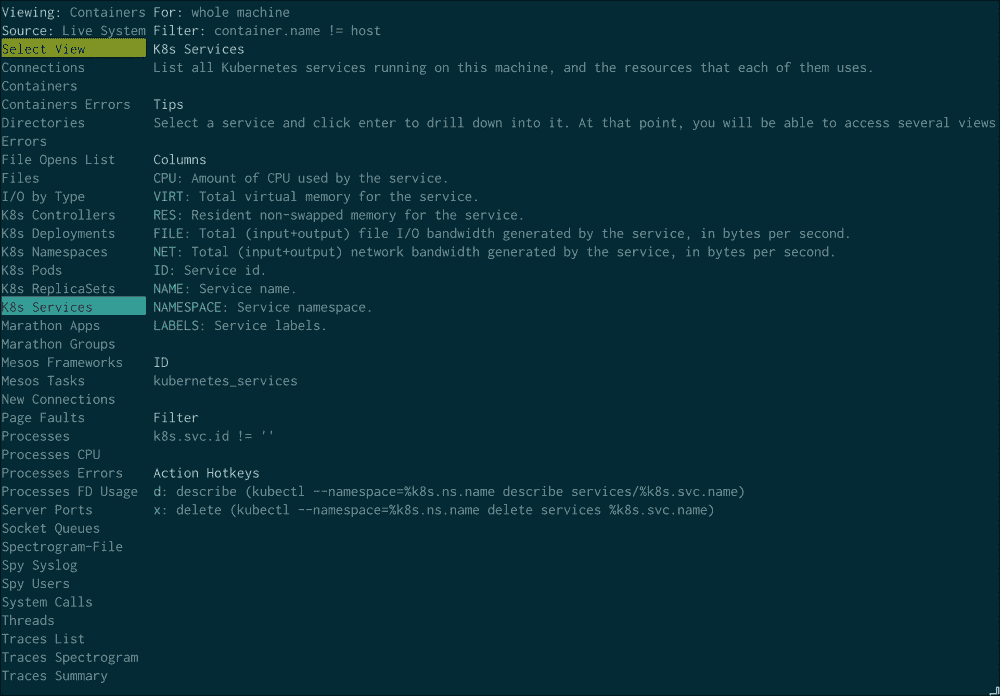 Viewing: Containers For: whole machine
Source: Live System Filter: container.name != host
Select View
Connections
Containers
Containers Errors
Directories
Errors
File Opens List
Files
I/O by Type
K8s Controllers
K8s Deployments
K8s Namespaces
K8s Pods
K8s ReplicaSets
K8s Services
Marathon Apps
Marathon Groups
Mesos Frameworks
Mesos Tasks
New Connections
Page Faults
Processes
Processes CPU
Processes Errors
Processes FD Usage
Server Ports
Socket Queues
Spectrogram-File
Spy Syslog
Spy Users
System Calls
Threads
Traces List
Traces Spectrogram
Traces Summary
K8s Services
List all Kubernetes services running on this machine, and the resources that each of them uses.
Tips
Select a service and click enter to drill down into it. At that point, you will be able to access several views
Columns
CPU: Amount of CPU used by the service.
VIRT: Total virtual memory for the service.
RES: Resident non-swapped memory for the service.
FILE: Total (input+output) file I/O bandwidth generated by the service, in bytes per second.
NET: Total (input+output) network bandwidth generated by the service, in bytes per second.
ID: Service id.
NAME: Service name.
NAMESPACE: Service namespace.
LABELS: Service labels.
ID
kubernetes_services
Filter
k8s.svc.id != ''
Action Hotkeys
d: describe (kubectl --namespace=%k8s.ns.name describe services/%k8s.svc.name)
x: delete (kubectl --namespace=%k8s.ns.name delete services %k8s.svc.name)